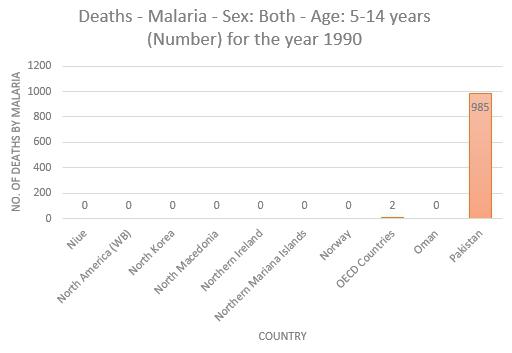 Deaths - Malaria - Sex: Both - Age: 5-14 years
(Number) for the year 1990
NO. OF DEATHS BY MALARIA
1200
1000
800
600
400
200
0
0
0
0
0
0
0
0
2
0
985
Niue
North America (WB)
North Korea
North Macedonia
Northern Ireland
Northern Mariana Islands
Norway
OECD Countries
Oman
Pakistan
COUNTRY